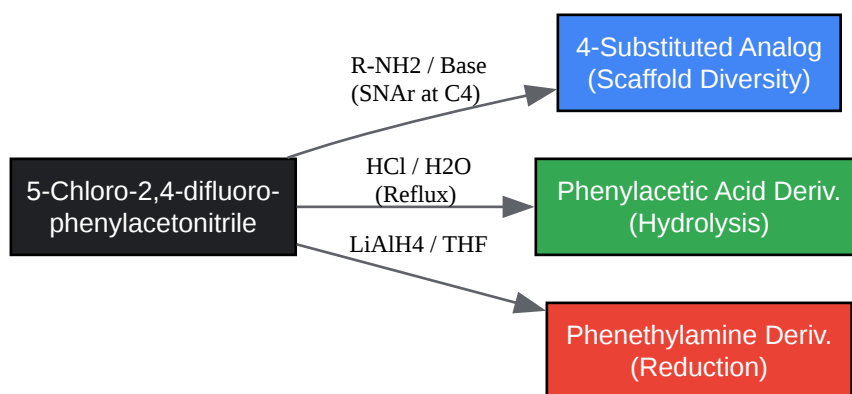 5-Chloro-2,4-difluoro-
phenylacetonitrile
R-NH2 / Base
(SNAr at C4)
4-Substituted Analog
(Scaffold Diversity)
HCl / H2O
(Reflux)
Phenylacetic Acid Deriv.
(Hydrolysis)
LiAlH4 / THF
Phenethylamine Deriv.
(Reduction)